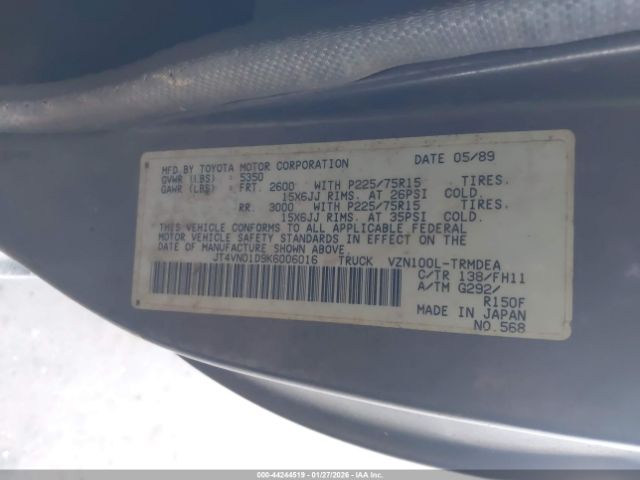 MFD BY TOYOTA MOTOR CORPORATION DATE 05/89
GVWR (LBS) : 5350
GAWR (LBS) : FRT. 2600 WITH P225/75R15 TIRES.
15X6JJ RIMS. AT 26PSI COLD.
RR. 3000 WITH P225/75R15 TIRES.
15X6JJ RIMS. AT 35PSI COLD.
THIS VEHICLE CONFORMS TO ALL APPLICABLE FEDERAL
MOTOR VEHICLE SAFETY STANDARDS IN EFFECT ON THE
DATE OF MANUFACTURE SHOWN ABOVE.
JT4VN01D9K6006016 TRUCK VZN100L-TRMDEA
C/TR 138/FH11
A/TM G292/
R150F
MADE IN JAPAN
NO.568
000-44244519 | 01/27/2026 - IAA, Inc.